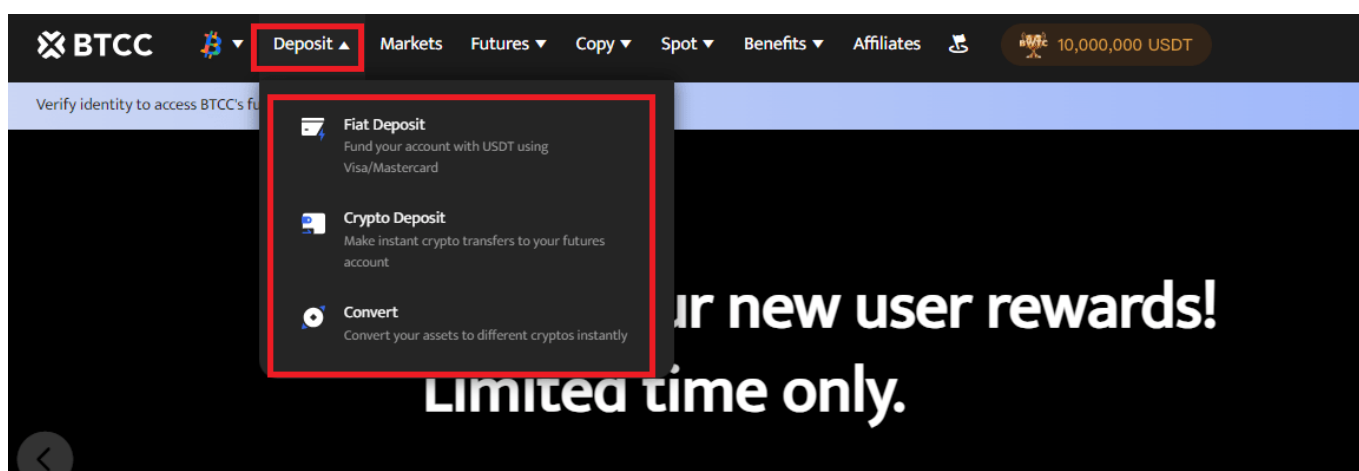 BTCC
Deposit
Markets
Futures
Copy
Spot
Benefits
Affiliates
10,000,000 USDT
Verify identity to access BTCC's fu
Fiat Deposit
Fund your account with USDT using
Visa/Mastercard
Crypto Deposit
Make instant crypto transfers to your futures
account
Convert
Convert your assets to different cryptos instantly
ur new user rewards!
Limited time only.